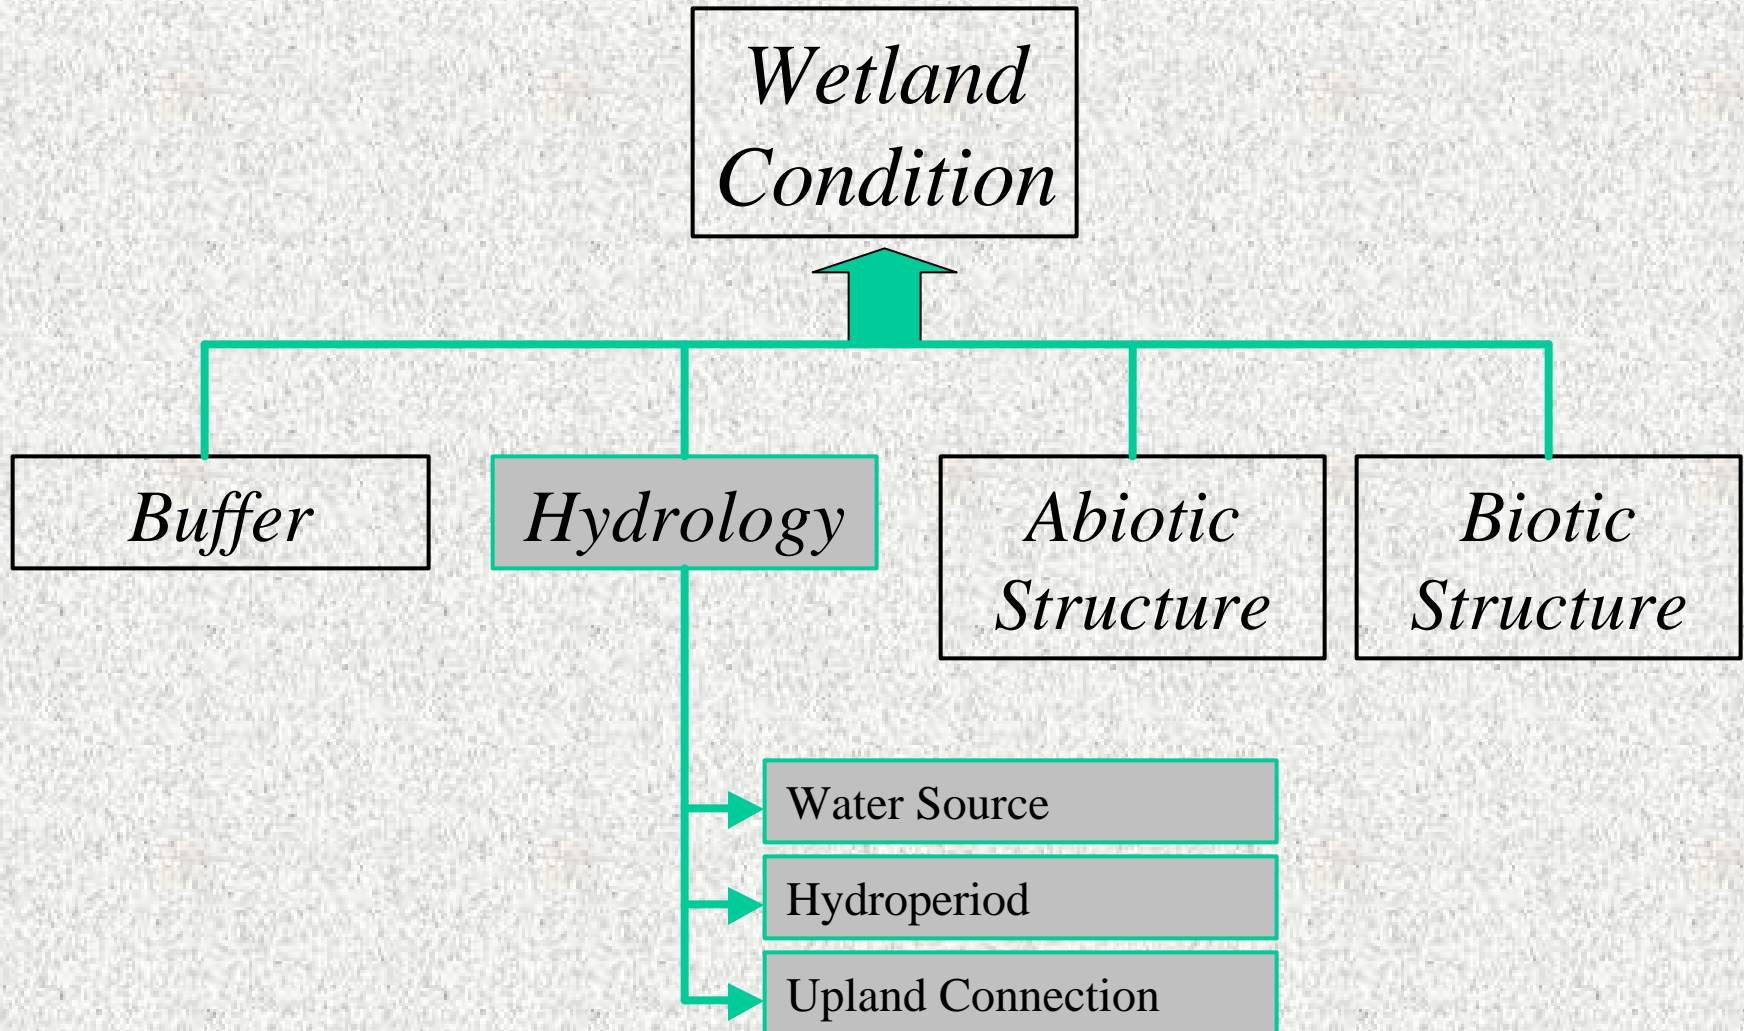 Wetland
Condition
Buffer
Hydrology
Abiotic
Structure
Biotic
Structure
Water Source
Hydroperiod
Upland Connection